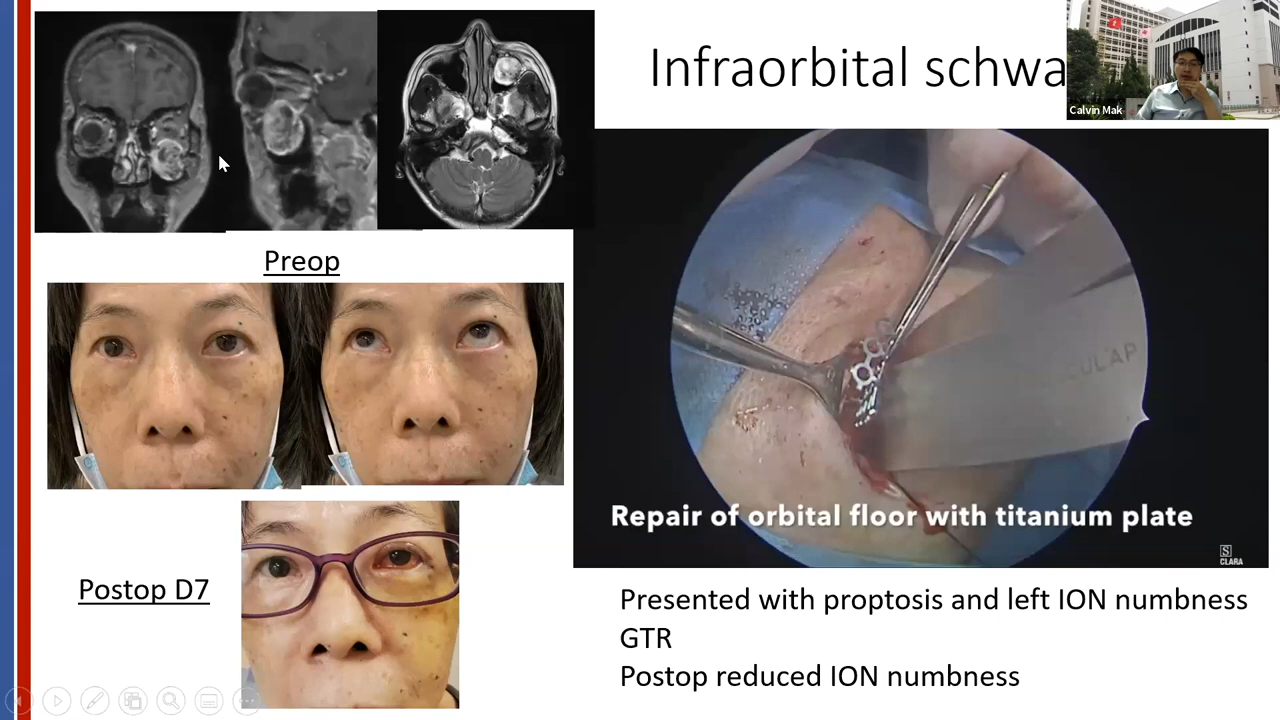 Infraorbital schwa
Calvin Mak
Preop
Repair of orbital floor with titanium plate
S
CLARA
Postop D7
Presented with proptosis and left ION numbness
GTR
Postop reduced ION numbness